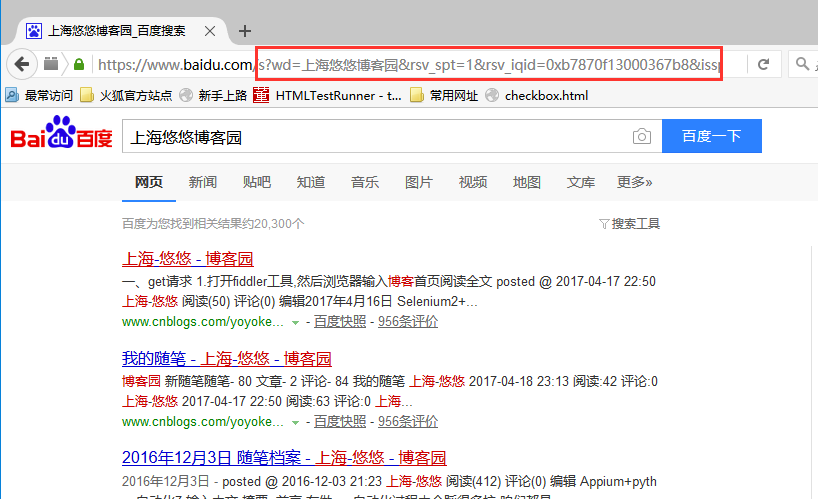 上海悠悠博客园_百度搜索
https://www.baidu.com/s?wd=上海悠悠博客园&rsv_spt=1&rsv_iqid=0xb7870f13000367b8&issp
最常访问 火狐官方站点 新手上路 HTMLTestRunner - t... 常用网址 checkbox.html
Bai du 百度 上海悠悠博客园 百度一下
网页 新闻 贴吧 知道 音乐 图片 视频 地图 文库 更多»
百度为您找到相关结果约20,300个 搜索工具
上海-悠悠 - 博客园
一、get请求 1.打开fiddler工具,然后浏览器输入博客首页阅读全文 posted @ 2017-04-17 22:50
上海-悠悠 阅读(50) 评论(0) 编辑2017年4月16日 Selenium2+...
www.cnblogs.com/yoyoke... - 百度快照 - 956条评价
我的随笔 - 上海-悠悠 - 博客园
博客园 新随笔随笔- 80 文章- 2 评论- 84 我的随笔 上海-悠悠 2017-04-18 23:13 阅读:42 评论:0
上海-悠悠 2017-04-17 22:50 阅读:63 评论:0 上海...
www.cnblogs.com/yoyoke... - 百度快照 - 956条评价
2016年12月3日 随笔档案 - 上海-悠悠 - 博客园
2016年12月3日 - posted @ 2016-12-03 21:23 上海-悠悠 阅读(412) 评论(0) 编辑 Appium+pyth